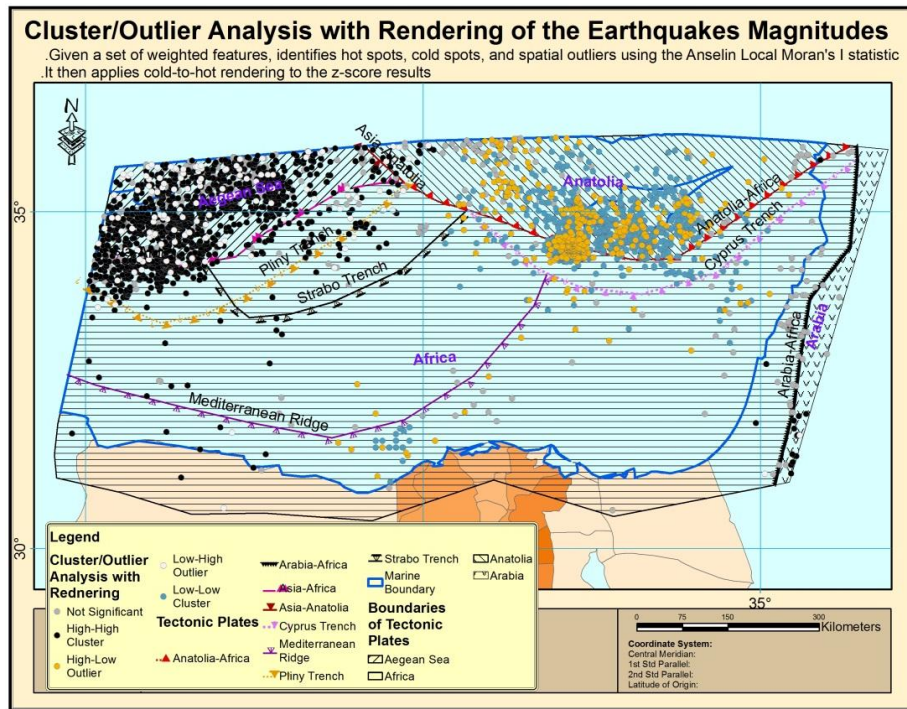 Cluster/Outlier Analysis with Rendering of the Earthquakes Magnitudes
.Given a set of weighted features, identifies hot spots, cold spots, and spatial outliers using the Anselin Local Moran's I statistic
.It then applies cold-to-hot rendering to the z-score results
N
Asia-Anatolia
Aegean Sea
Anatolia
35°
Anatolia-Africa
Pliny Trench
Cyprus Trench
Strabo Trench
Africa
Arabia-Africa
Arabia
Mediterranean Ridge
30°
35°
Legend
Cluster/Outlier
Analysis with
Rednering
Not Significant
High-High
Cluster
High-Low
Outlier
Low-High
Outlier
Low-Low
Cluster
Tectonic Plates
Anatolia-Africa
Arabia-Africa
Asia-Africa
Asia-Anatolia
Cyprus Trench
Mediterranean
Ridge
Pliny Trench
Strabo Trench
Marine
Boundary
Boundaries
of Tectonic
Plates
Aegean Sea
Africa
Anatolia
Arabia
0 75 150 300
Kilometers
Coordinate System:
Central Meridian:
1st Std Parallel:
2nd Std Parallel:
Latitude of Origin: